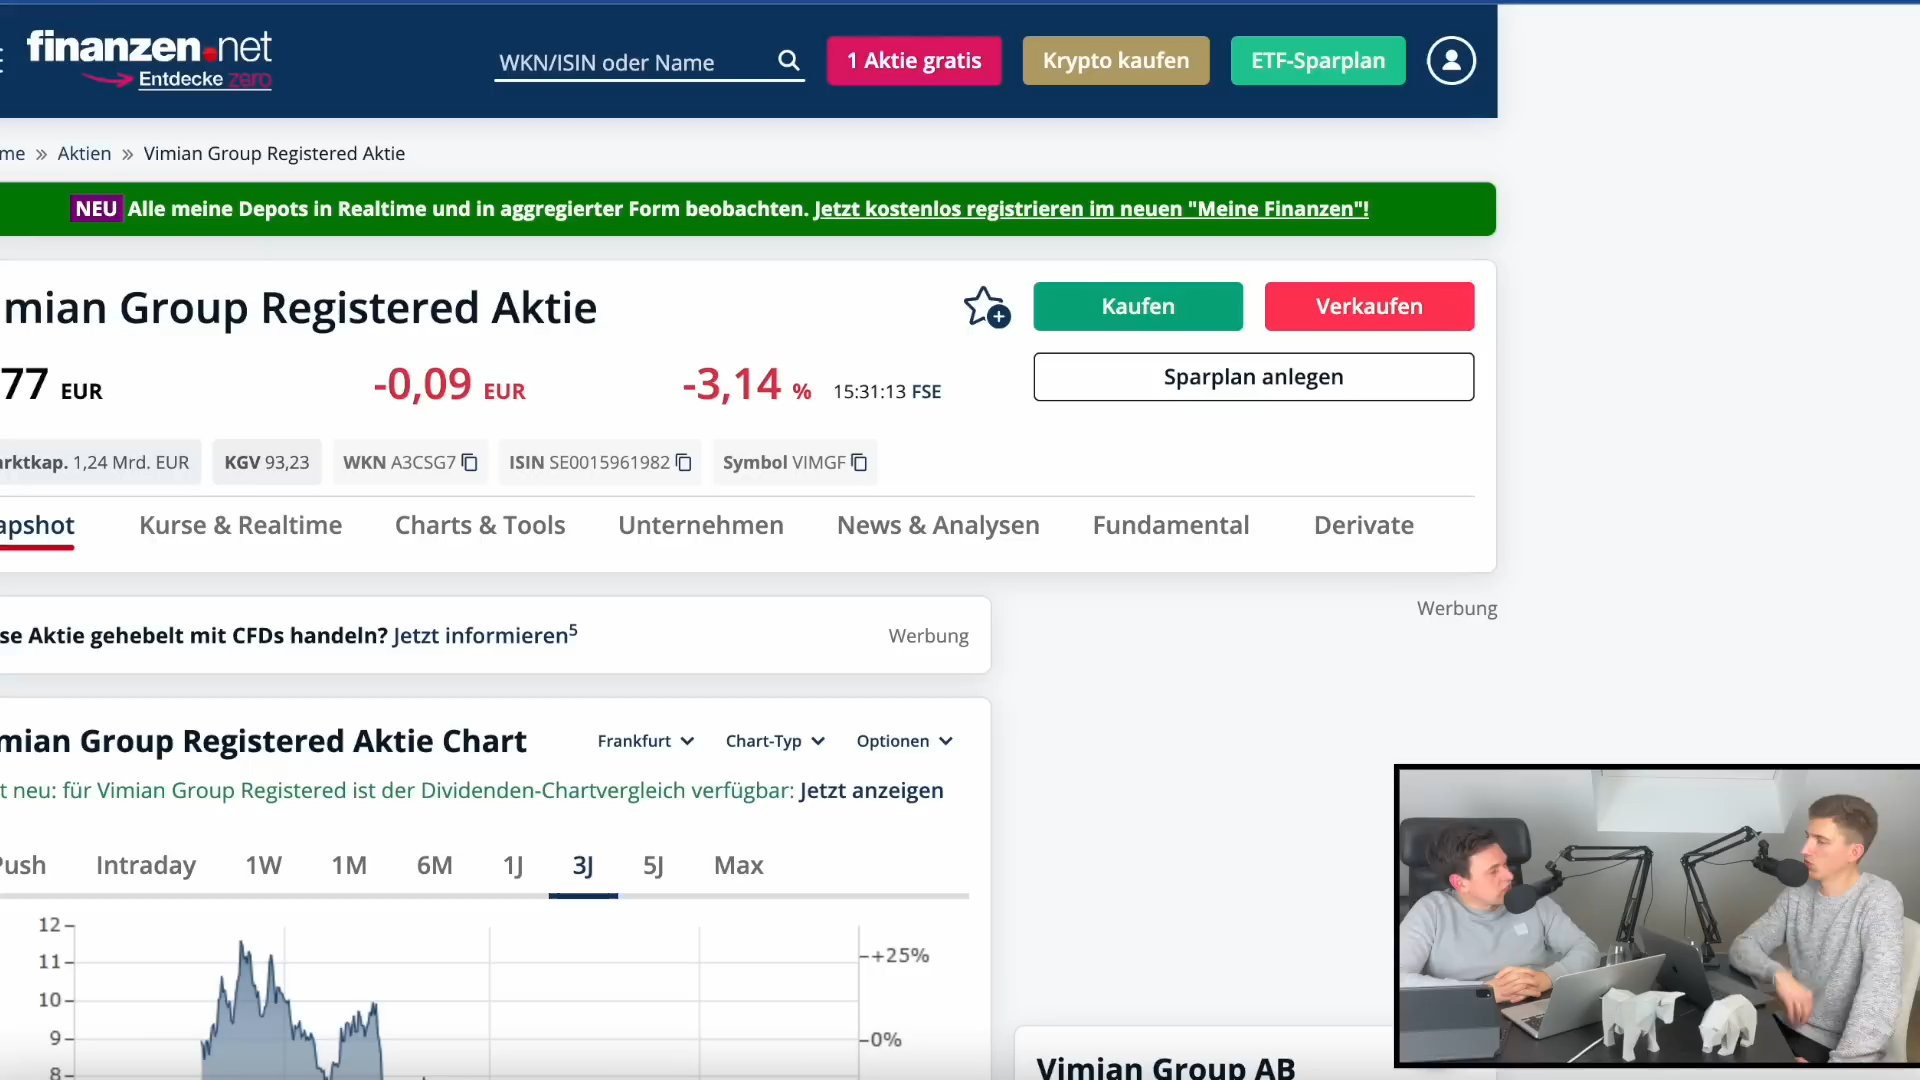 finanzen.net
Entdecke zero
WKN/ISIN oder Name
1 Aktie gratis
Krypto kaufen
ETF-Sparplan
me » Aktien » Vimian Group Registered Aktie
NEU Alle meine Depots in Realtime und in aggregierter Form beobachten. Jetzt kostenlos registrieren im neuen "Meine Finanzen"!
mian Group Registered Aktie
Kaufen
Verkaufen
77 EUR
-0,09 EUR
-3,14 %
15:31:13 FSE
Sparplan anlegen
arktkap. 1,24 Mrd. EUR
KGV 93,23
WKN A3CSG7
ISIN SE0015961982
Symbol VIMGF
apshot
Kurse & Realtime
Charts & Tools
Unternehmen
News & Analysen
Fundamental
Derivate
Werbung
se Aktie gehebelt mit CFDs handeln? Jetzt informieren5
Werbung
mian Group Registered Aktie Chart
Frankfurt
Chart-Typ
Optionen
t neu: für Vimian Group Registered ist der Dividenden-Chartvergleich verfügbar: Jetzt anzeigen
Push
Intraday
1W
1M
6M
1J
3J
5J
Max
12
11
10
9
8
+25%
0%
Vimian Group AB